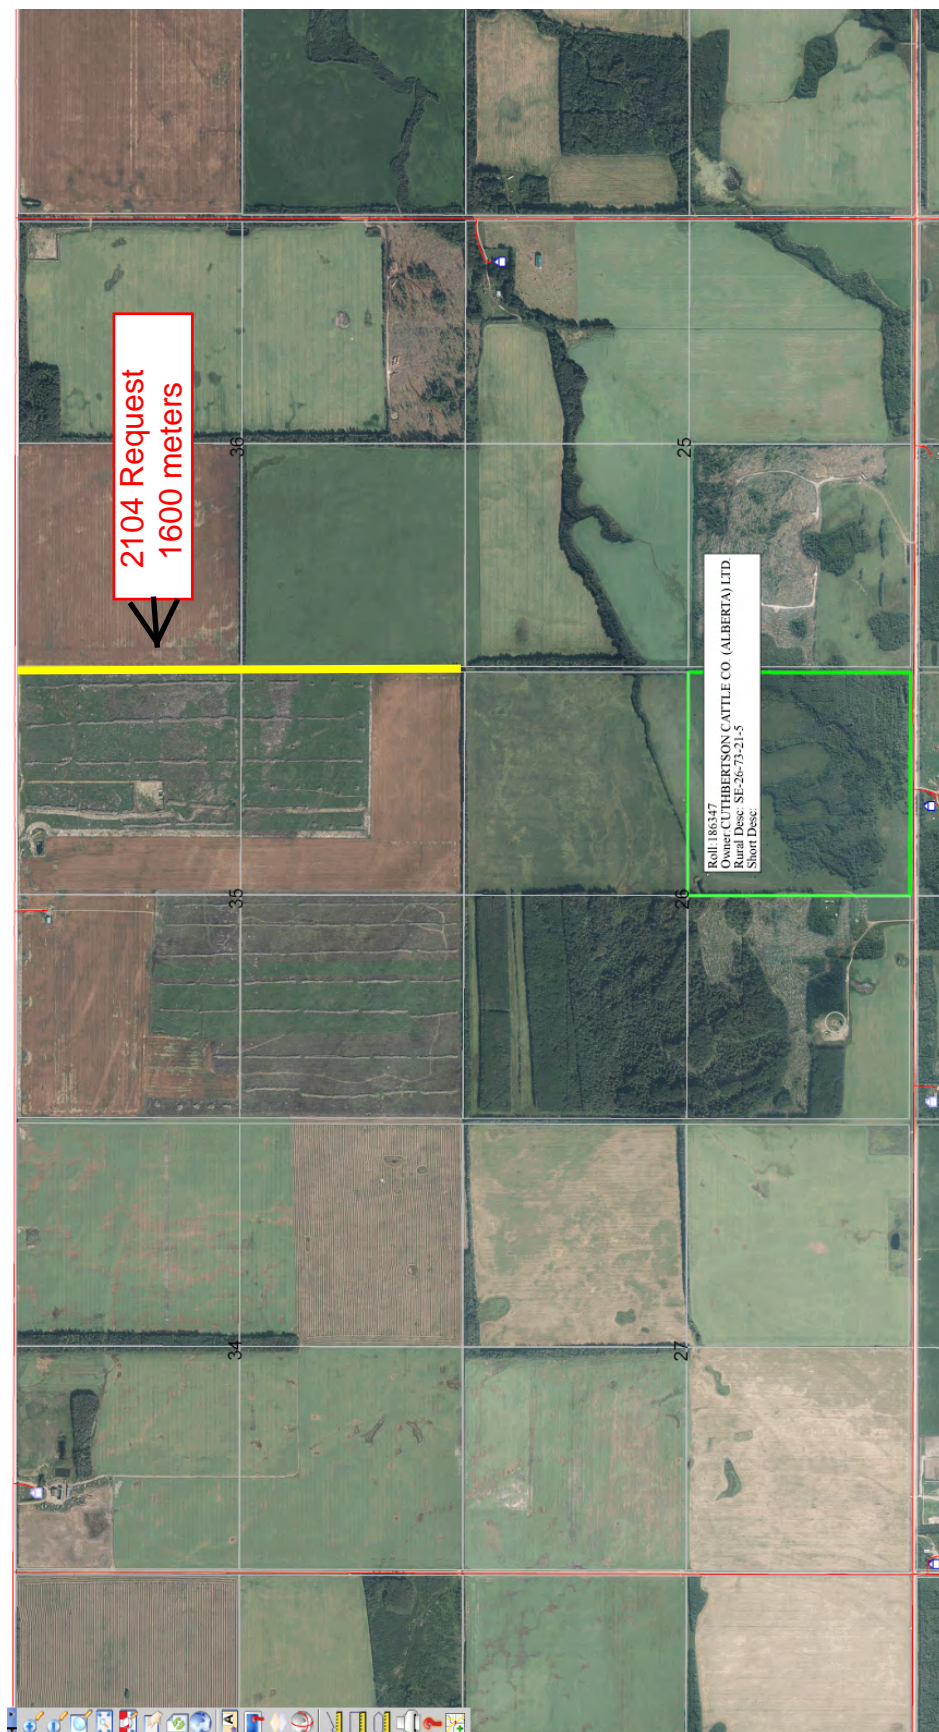 2104 Request
1600 meters
36
25
Roll:186347
Owner:CUTHBERTSON CATTLE CO. (ALBERTA) LTD.
Rural Desc: SE-26-73-21-5
Short Desc:
35
26
34
27
A